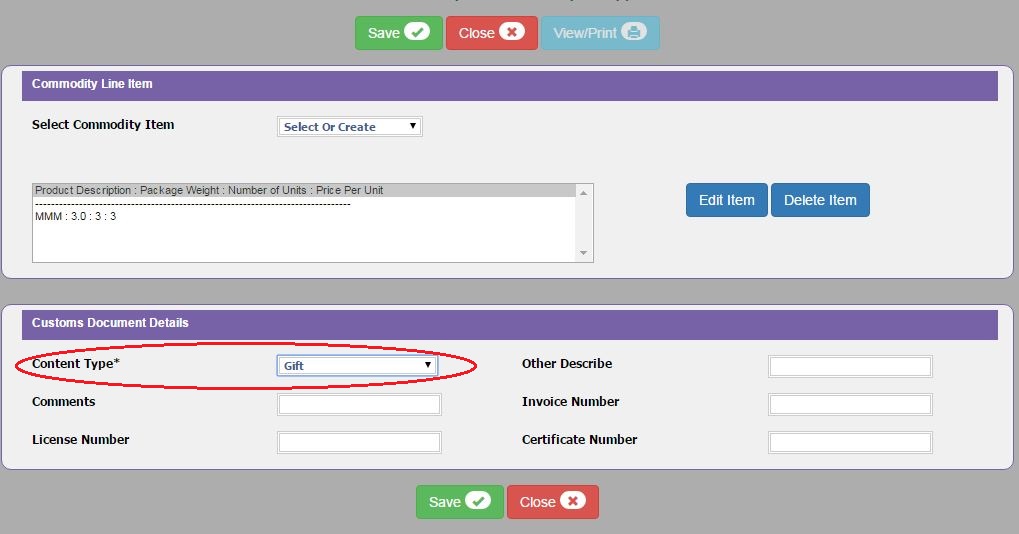 Save Close View/Print
Commodity Line Item
Select Commodity Item Select Or Create
Product Description : Package Weight : Number of Units : Price Per Unit
MMM : 3.0 : 3 : 3
Edit Item Delete Item
Customs Document Details
Content Type* Gift Other Describe
Comments Invoice Number
License Number Certificate Number
Save Close